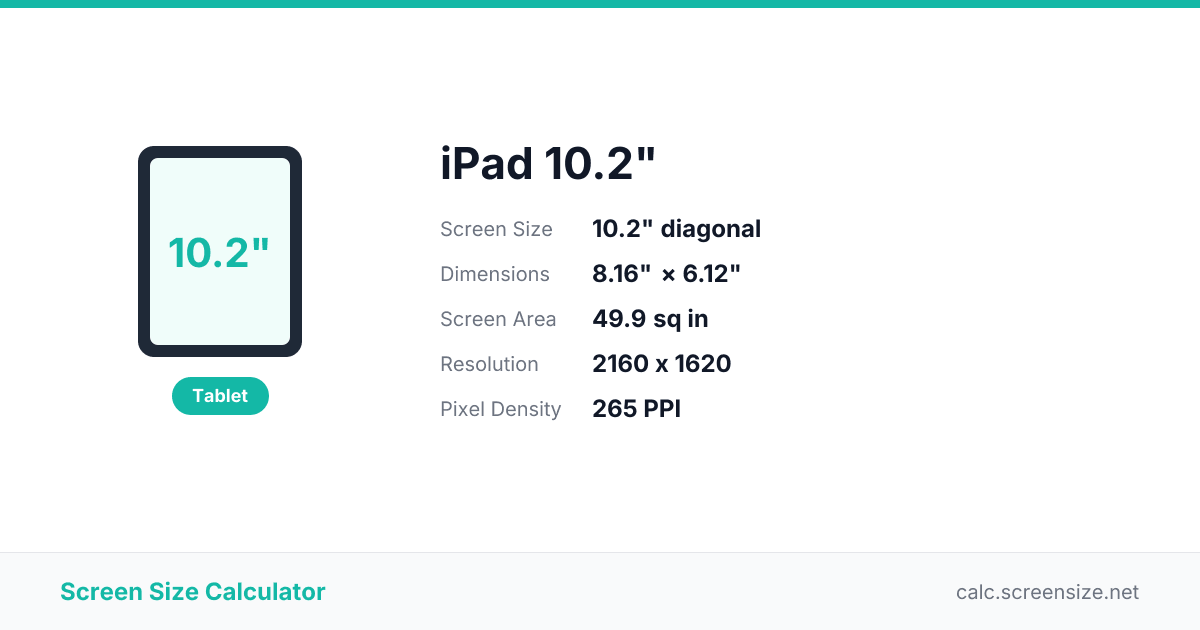 10.2"
Tablet
iPad 10.2"
Screen Size 10.2" diagonal
Dimensions 8.16" × 6.12"
Screen Area 49.9 sq in
Resolution 2160 x 1620
Pixel Density 265 PPI
Screen Size Calculator
calc.screensize.net